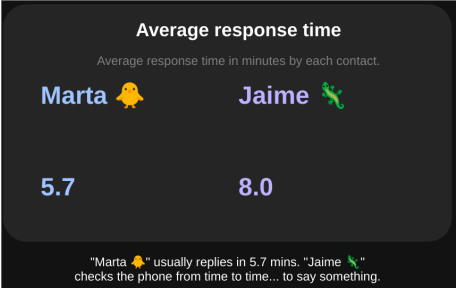 Average response time
Average response time in minutes by each contact.
Marta 🐥 Jaime 🦎
5.7 8.0
"Marta 🐥" usually replies in 5.7 mins. "Jaime 🦎"
checks the phone from time to time... to say something.